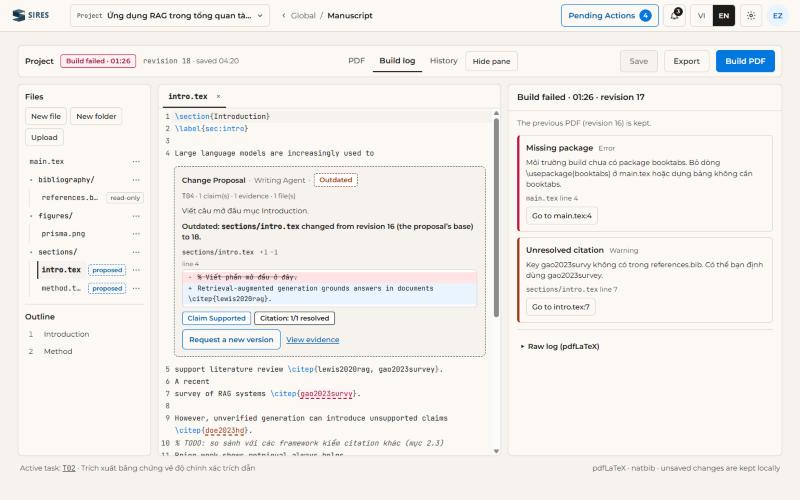 SIRES
Project Ứng dụng RAG trong tổng quan tà...
Global / Manuscript
Pending Actions 4
3
VI EN
EZ
Project Build failed · 01:26 revision 18 · saved 04:20
PDF Build log History Hide pane
Save Export Build PDF
Files
New file New folder
Upload
main.tex ...
bibliography/ ...
references.b... read-only
figures/ ...
prisma.png ...
sections/ ...
intro.tex proposed ...
method.t... proposed ...
Outline
1 Introduction
2 Method
intro.tex ×
1 \section{Introduction}
2 \label{sec:intro}
3
4 Large language models are increasingly used to
Change Proposal · Writing Agent · Outdated
T04 · 1 claim(s) · 1 evidence · 1 file(s)
Viết câu mở đầu mục Introduction.
Outdated: sections/intro.tex changed from revision 16 (the proposal's base)
to 18.
sections/intro.tex +1 −1
line 4
- % Viết phần mở đầu ở đây.
+ Retrieval-augmented generation grounds answers in documents
\citep{lewis2020rag}.
Claim Supported Citation: 1/1 resolved
Request a new version View evidence
5 support literature review \citep{lewis2020rag, gao2023survey}.
6 A recent
7 survey of RAG systems \citep{gao2023survy}.
8
9 However, unverified generation can introduce unsupported claims
\citep{doe2023hd}.
10 % TODO: so sánh với các framework kiểm citation khác (mục 2.3)
Build failed · 01:26 · revision 17
The previous PDF (revision 16) is kept.
Missing package Error
Môi trường build chưa có package booktabs. Bỏ dòng
\usepackage{booktabs} ở main.tex hoặc dựng bảng không cần
booktabs.
main.tex line 4
Go to main.tex:4
Unresolved citation Warning
Key gao2023survy không có trong references.bib. Có thể bạn định
dùng gao2023survey.
sections/intro.tex line 7
Go to intro.tex:7
Raw log (pdfLaTeX)
Active task: T02 · Trích xuất bằng chứng về độ chính xác trích dẫn
pdfLaTeX · natbib · unsaved changes are kept locally